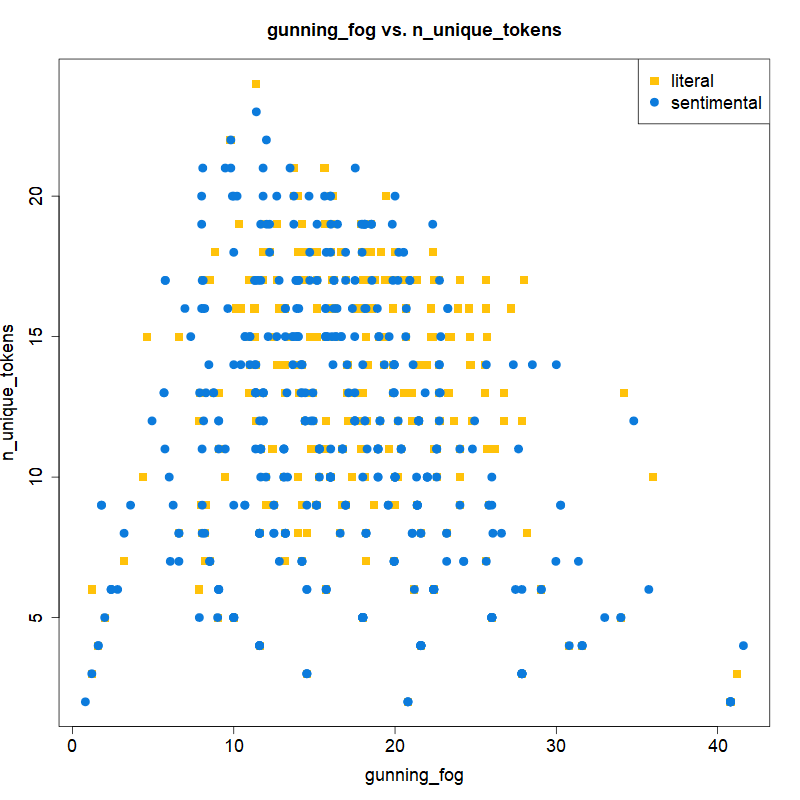 gunning_fog vs. n_unique_tokens
literal
sentimental
n_unique_tokens
20
15
10
5
0 10 20 30 40
gunning_fog